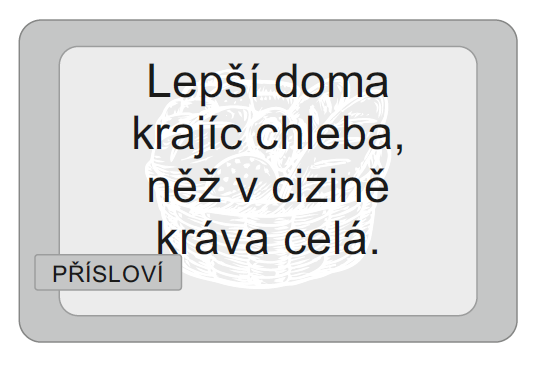 Lepší doma
krajíc chleba,
něž v cizině
kráva celá.
PŘÍSLOVÍ